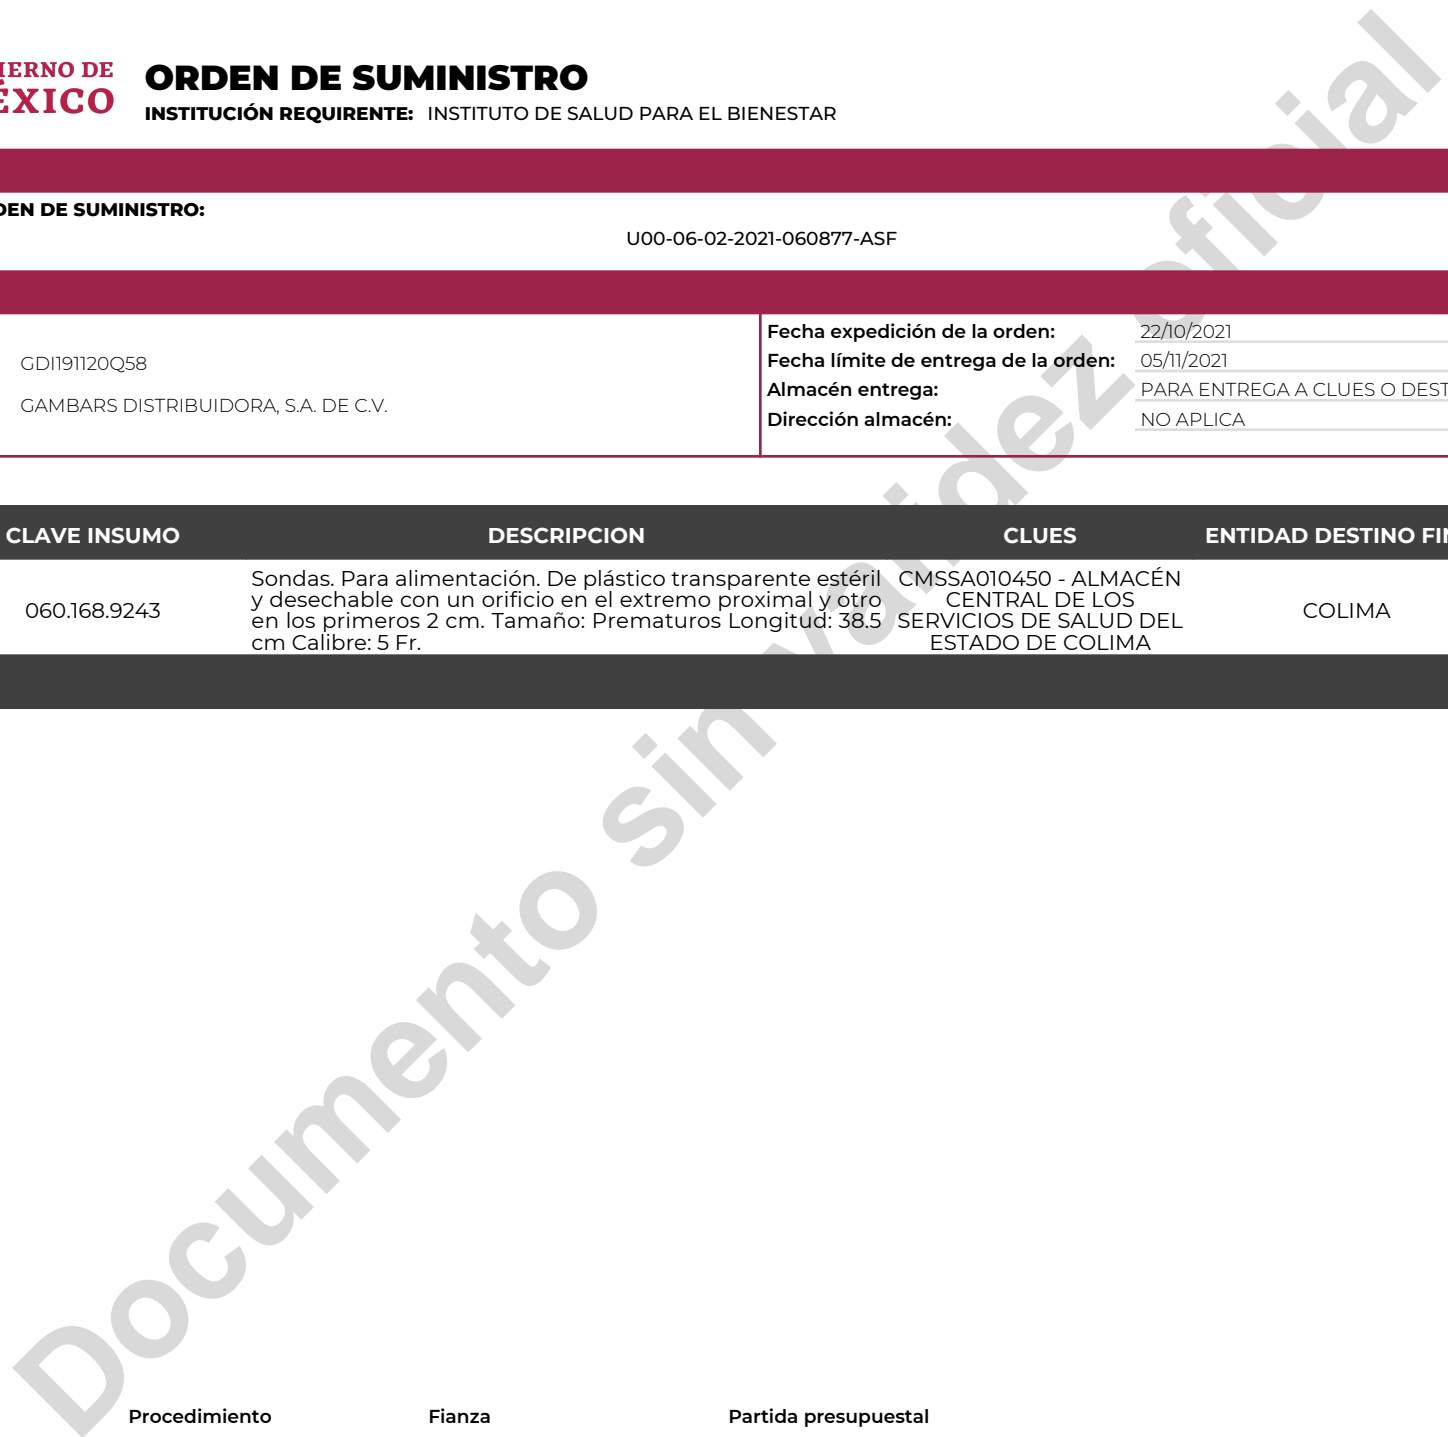 IERNO DE
ÉXICO
ORDEN DE SUMINISTRO
INSTITUCIÓN REQUIRENTE: INSTITUTO DE SALUD PARA EL BIENESTAR
DEN DE SUMINISTRO:
U00-06-02-2021-060877-ASF
GDI191120Q58
GAMBARS DISTRIBUIDORA, S.A. DE C.V.
Fecha expedición de la orden: 22/10/2021
Fecha límite de entrega de la orden: 05/11/2021
Almacén entrega: PARA ENTREGA A CLUES O DEST
Dirección almacén: NO APLICA
CLAVE INSUMO DESCRIPCION CLUES ENTIDAD DESTINO FIN
060.168.9243
Sondas. Para alimentación. De plástico transparente estéril
y desechable con un orificio en el extremo proximal y otro
en los primeros 2 cm. Tamaño: Prematuros Longitud: 38.5
cm Calibre: 5 Fr.
CMSSA010450 - ALMACÉN
CENTRAL DE LOS
SERVICIOS DE SALUD DEL
ESTADO DE COLIMA
COLIMA
Documento sin validez oficial
Procedimiento Fianza Partida presupuestal